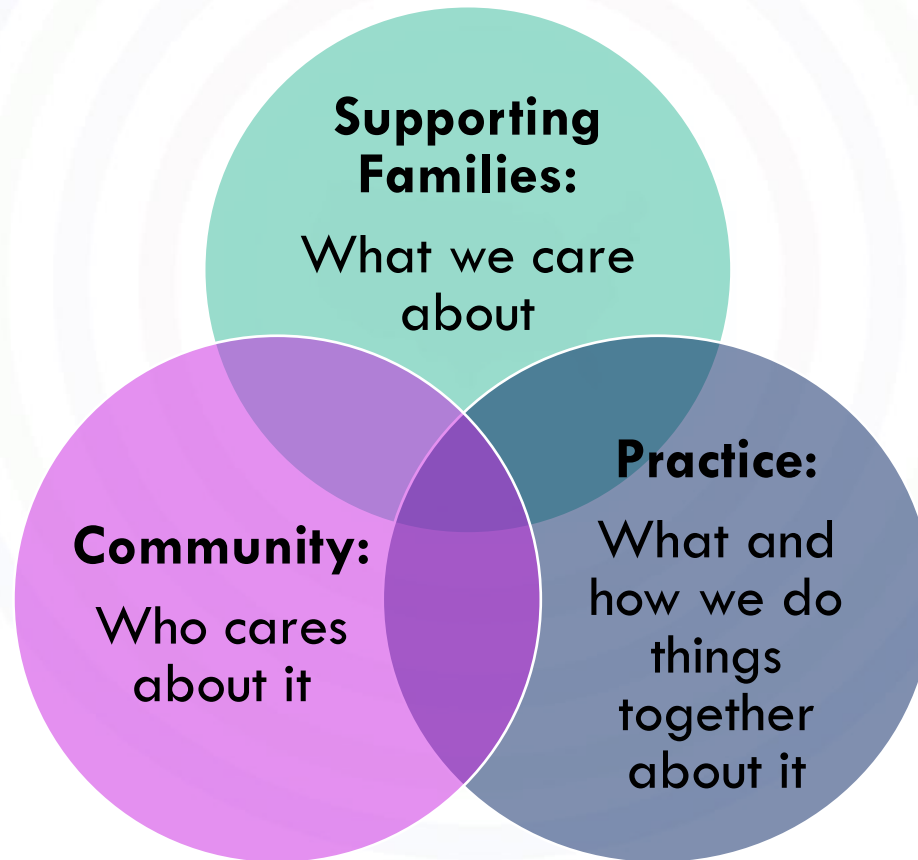 Supporting
Families:
What we care
about
Community:
Who cares
about it
Practice:
What and
how we do
things
together
about it